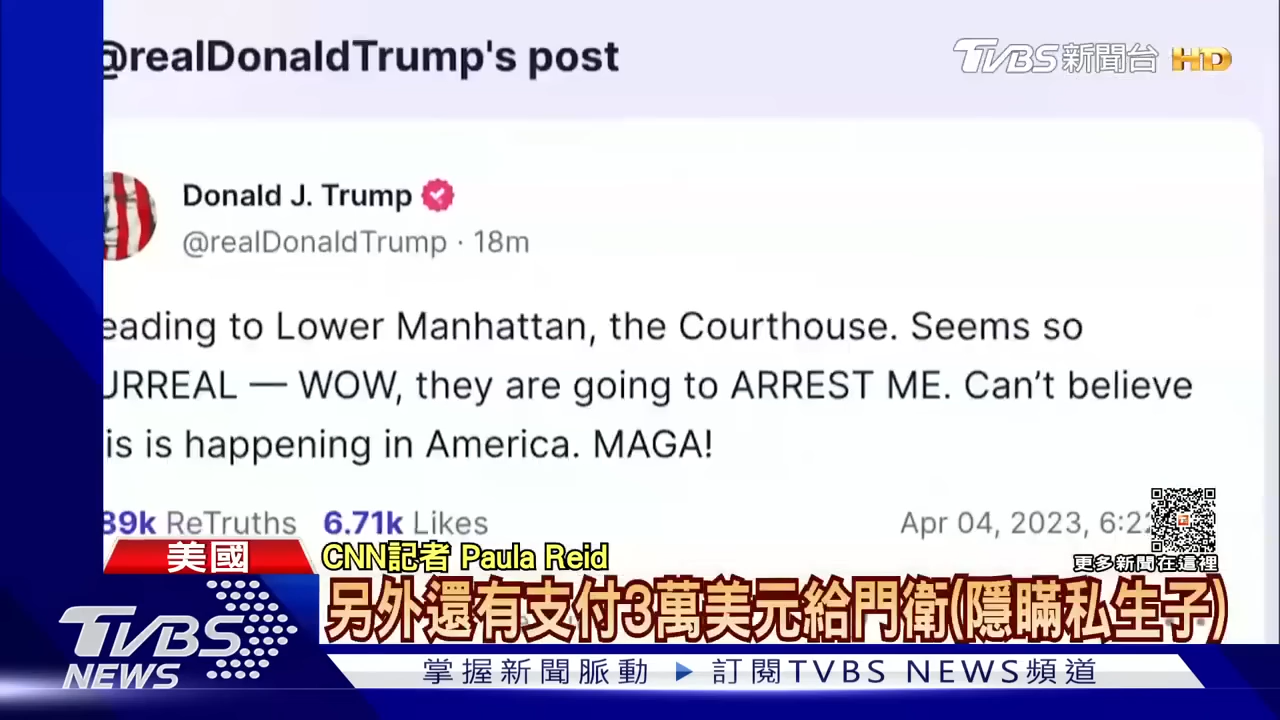 @realDonaldTrump's post
TVBS新聞台 HD
Donald J. Trump
@realDonaldTrump · 18m
eading to Lower Manhattan, the Courthouse. Seems so
URREAL — WOW, they are going to ARREST ME. Can't believe
is is happening in America. MAGA!
39k ReTruths 6.71k Likes
Apr 04, 2023, 6:22
更多新聞在這裡
美國
CNN記者 Paula Reid
另外還有支付3萬美元給門衛(隱瞞私生子)
TVBS
NEWS
掌握新聞脈動 ▶ 訂閱TVBS NEWS頻道